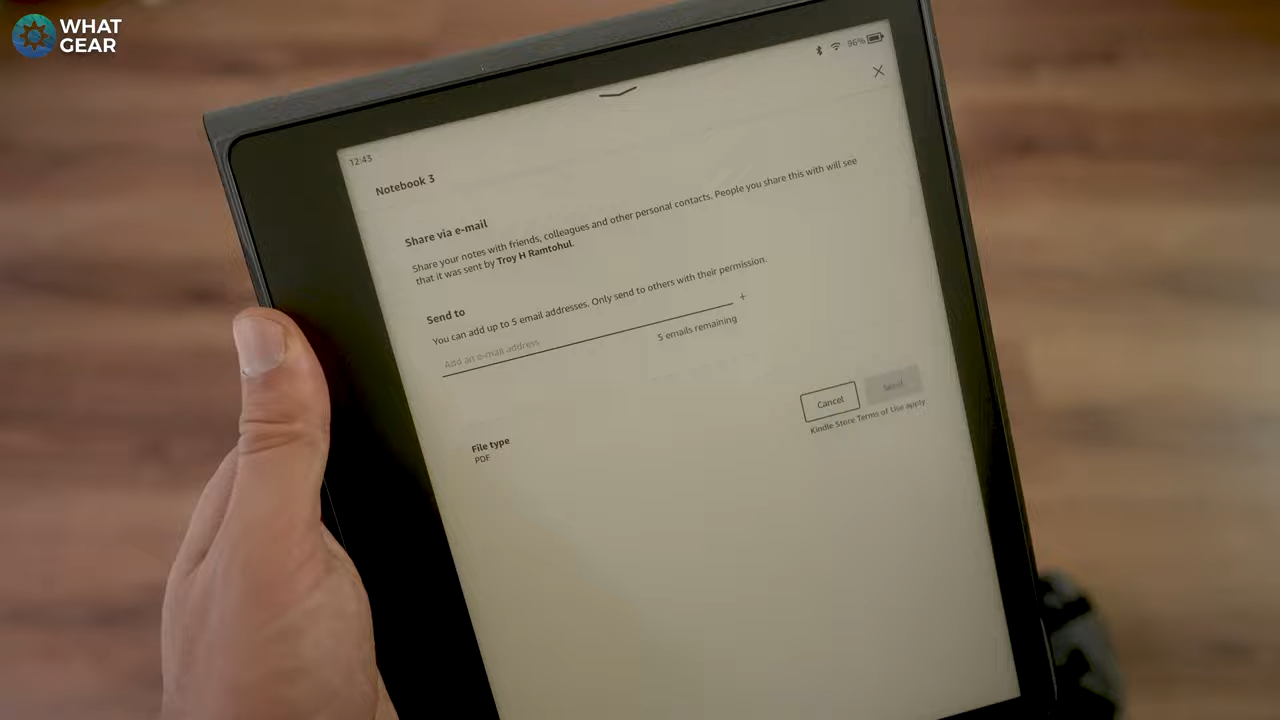 WHAT
GEAR
96%
12:43
Notebook 3
Share via e-mail
Share your notes with friends, colleagues and other personal contacts. People you share this with will see
that it was sent by Troy H Ramtohul.
Send to
You can add up to 5 email addresses. Only send to others with their permission.
Add an e-mail address
+
5 emails remaining
Cancel
Send
Kindle Store Terms of Use apply
File type
PDF